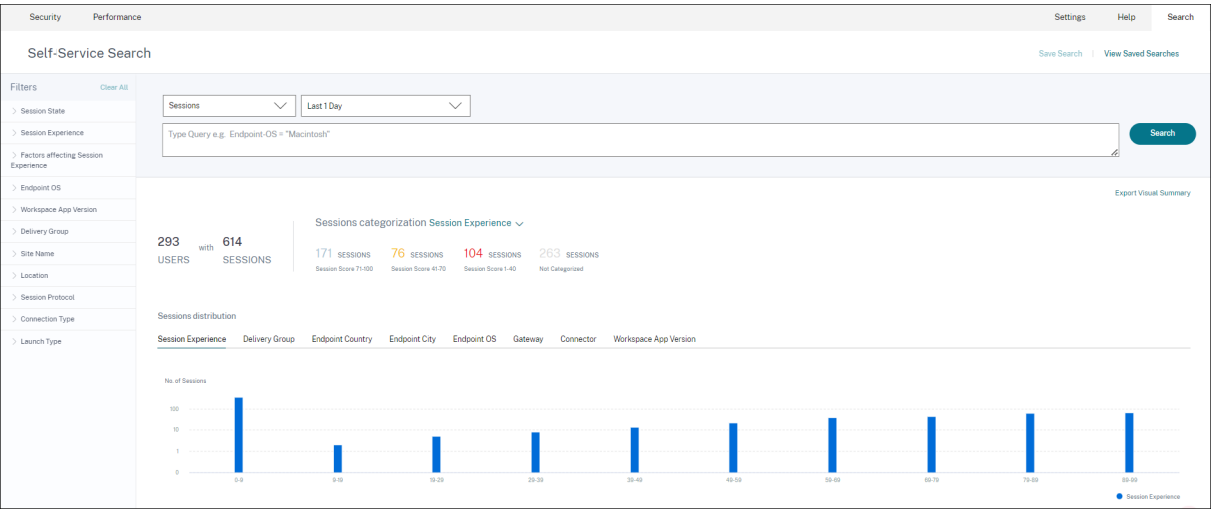 Security Performance Settings Help Search
Self-Service Search Save Search | View Saved Searches
Filters Clear All
Session State
Session Experience
Factors affecting Session
Experience
Endpoint OS
Workspace App Version
Delivery Group
Site Name
Location
Session Protocol
Connection Type
Launch Type
Sessions Last 1 Day
Type Query e.g. Endpoint-OS = "Macintosh"
Search
Export Visual Summary
293 with 614
USERS SESSIONS
Sessions categorization Session Experience
171 SESSIONS 76 SESSIONS 104 SESSIONS 263 SESSIONS
Session Score 71-100 Session Score 41-70 Session Score 1-40 Not Categorized
Sessions distribution
Session Experience Delivery Group Endpoint Country Endpoint City Endpoint OS Gateway Connector Workspace App Version
No. of Sessions
100
10
1
0
0-9 9-19 19-29 29-39 39-49 49-59 59-69 69-79 79-89 89-99
Session Experience